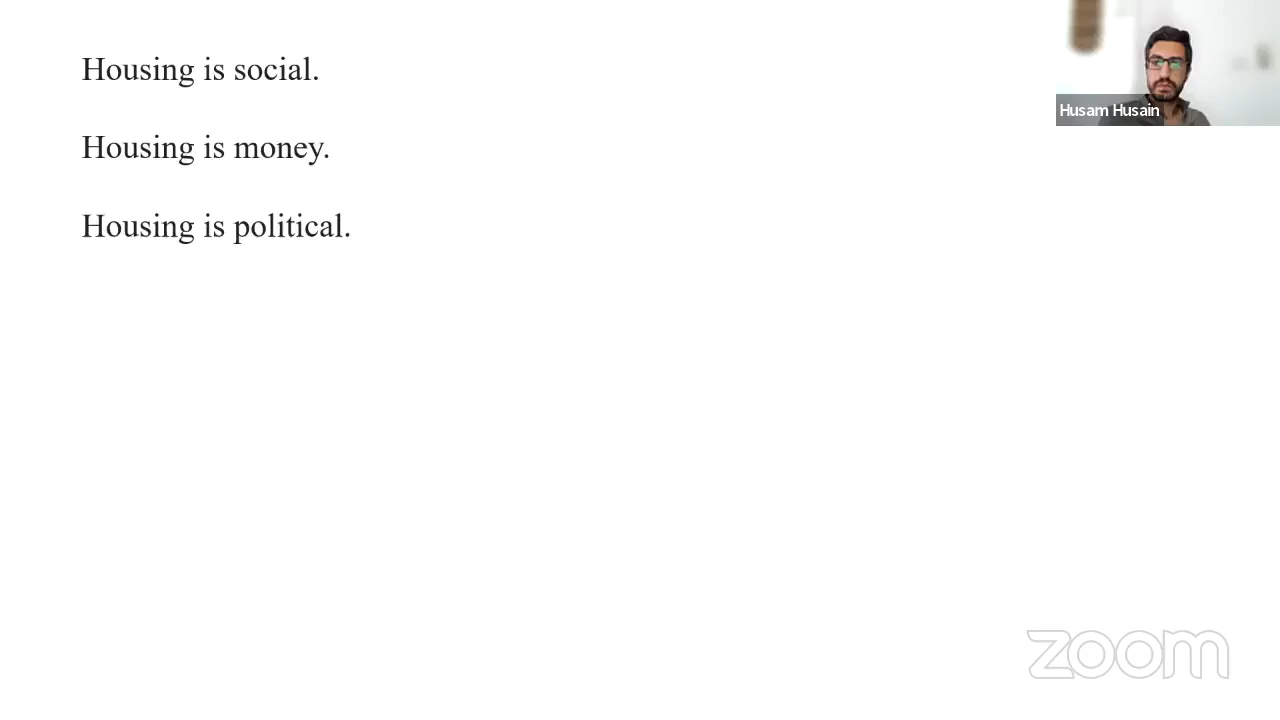 Housing is social.
Husam Husain
Housing is money.
Housing is political.
zoom